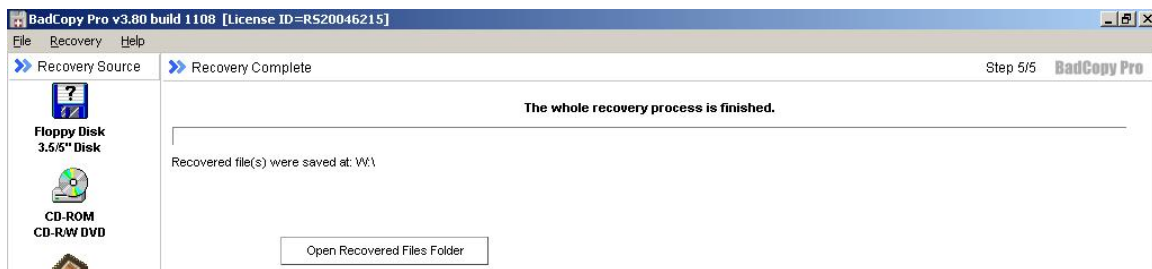 BadCopy Pro v3.80 build 1108 [License ID=RS20046215]
File Recovery Help
Recovery Source
Recovery Complete
Step 5/5
BadCopy Pro
Floppy Disk
3.5/5" Disk
CD-ROM
CD-R/W DVD
The whole recovery process is finished.
Recovered file(s) were saved at: W:\
Open Recovered Files Folder